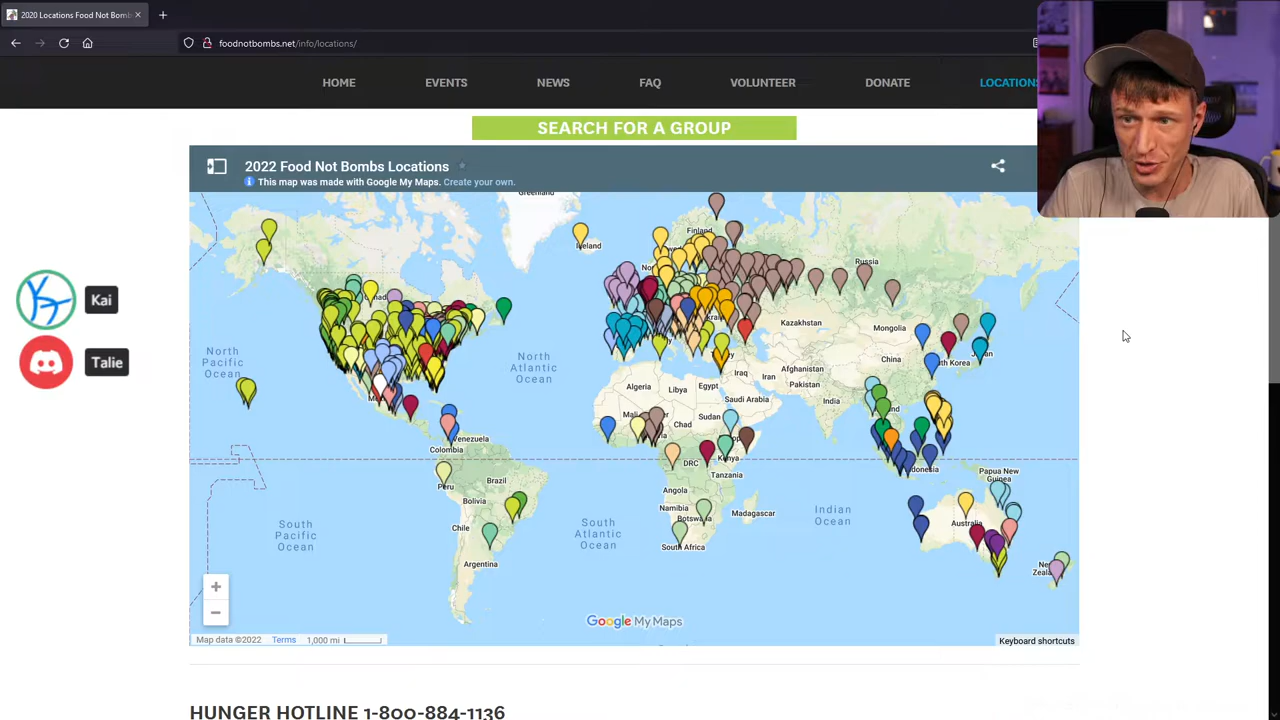 2020 Locations Food Not Bomb
foodnotbombs.net/info/locations/
HOME EVENTS NEWS FAQ VOLUNTEER DONATE LOCATIONS
SEARCH FOR A GROUP
2022 Food Not Bombs Locations
This map was made with Google My Maps. Create your own.
Greenland
Finland
Russia
Kazakhstan
Mongolia
North
Pacific
Ocean
North
Atlantic
Ocean
Kai
Talie
China
South Korea
Iraq
Iran
Afghanistan
Pakistan
India
Algeria
Libya
Egypt
Saudi Arabia
Mali
Chad
Sudan
Venezuela
Colombia
DRC
Kenya
Tanzania
Indonesia
Papua New
Guinea
Peru
Brazil
Bolivia
Angola
Namibia
Botswana
Madagascar
Indian
Ocean
Australia
South
Pacific
Ocean
Chile
South
Atlantic
Ocean
South Africa
Argentina
New
Zeala
+
−
Google My Maps
Map data ©2022 Terms 1,000 mi
Keyboard shortcuts
HUNGER HOTLINE 1-800-884-1136